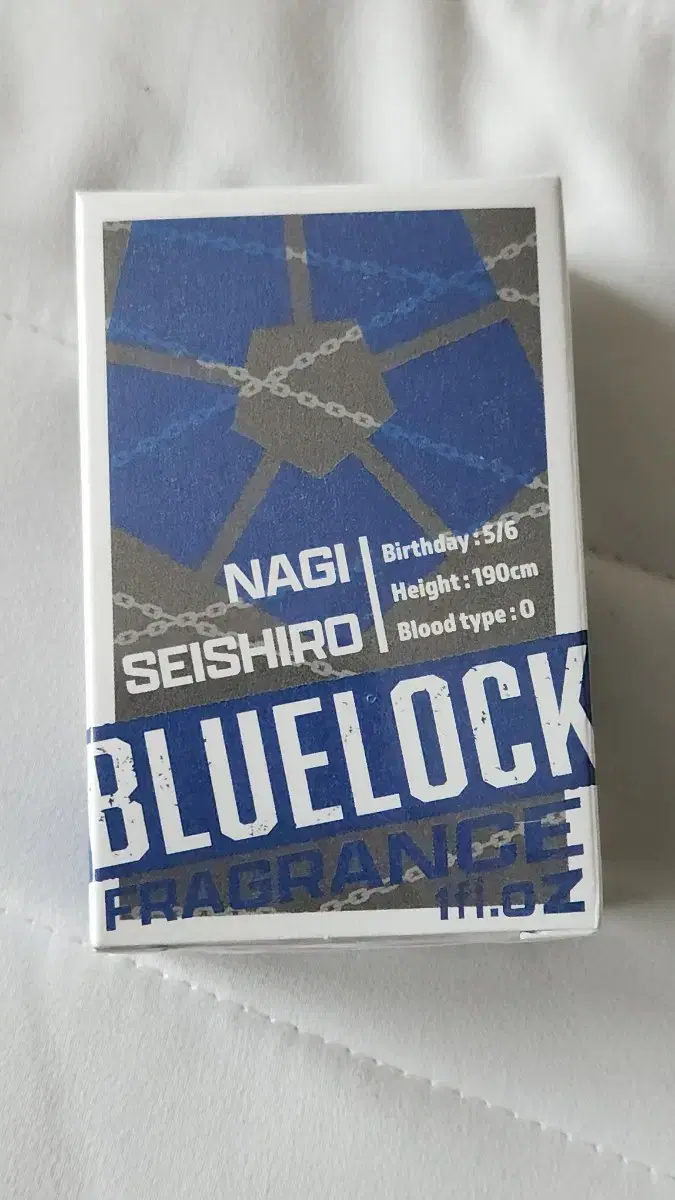 NAGI
SEISHIRO
Birthday:5/6
Height:190cm
Blood type:O
BLUELOCK
FRAGRANCE
1fl.oz